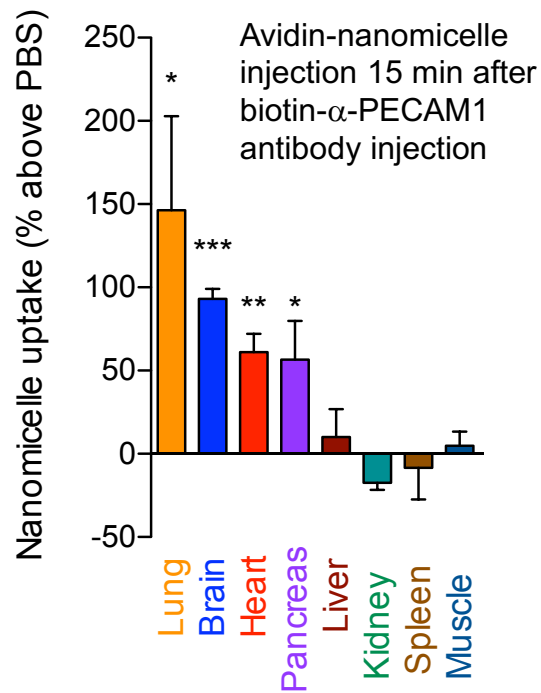 Avidin-nanomicelle
injection 15 min after
biotin-α-PECAM1
antibody injection
Nanomicelle uptake (% above PBS)
250
200
150
100
50
0
-50
*
***
**
*
Lung
Brain
Heart
Pancreas
Liver
Kidney
Spleen
Muscle